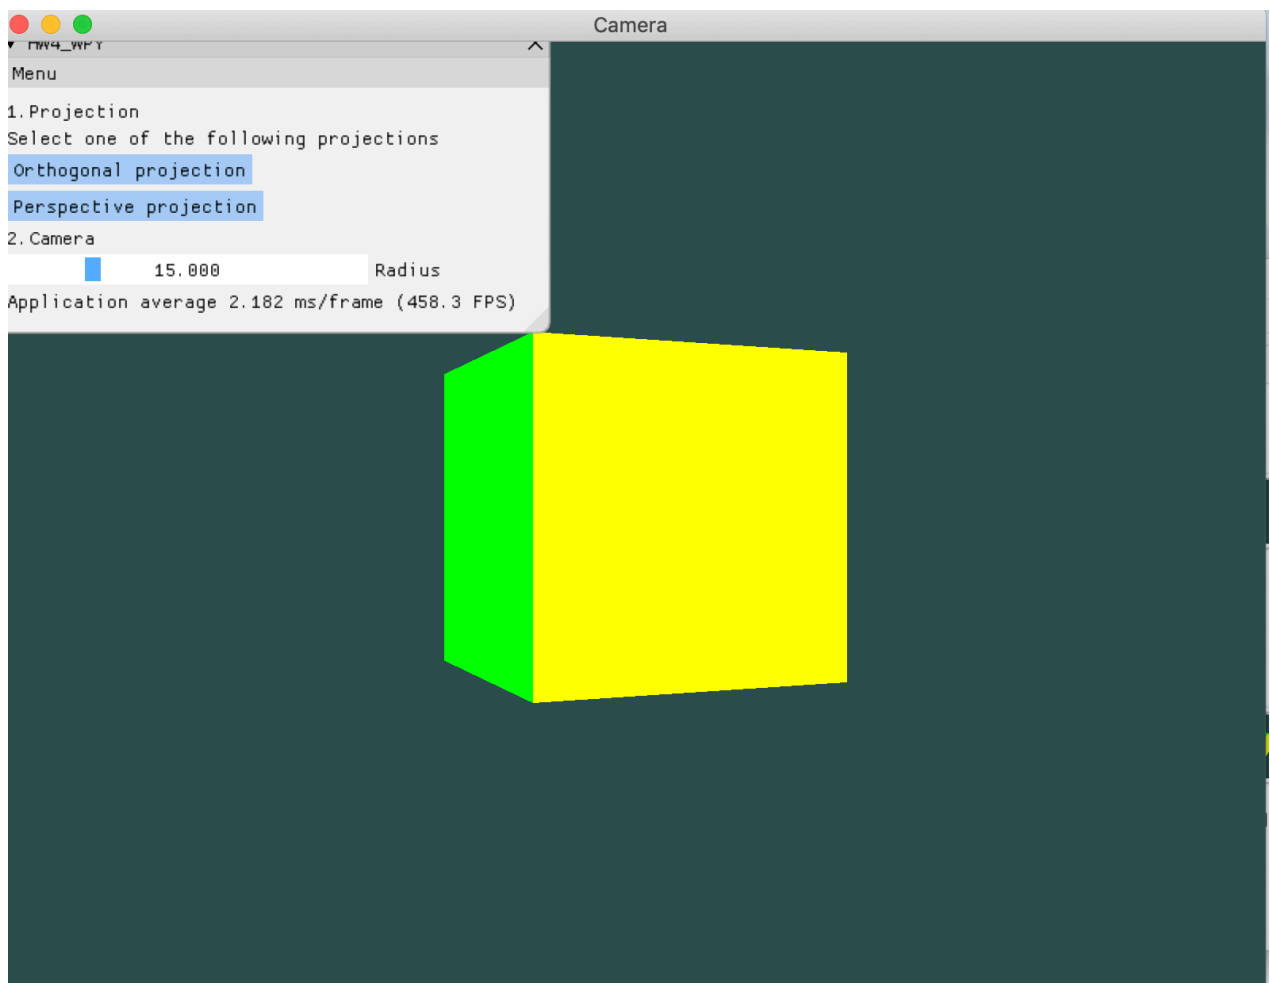 Camera
HW4_WPY
Menu
1.Projection
Select one of the following projections
Orthogonal projection
Perspective projection
2.Camera
15.000 Radius
Application average 2.182 ms/frame (458.3 FPS)